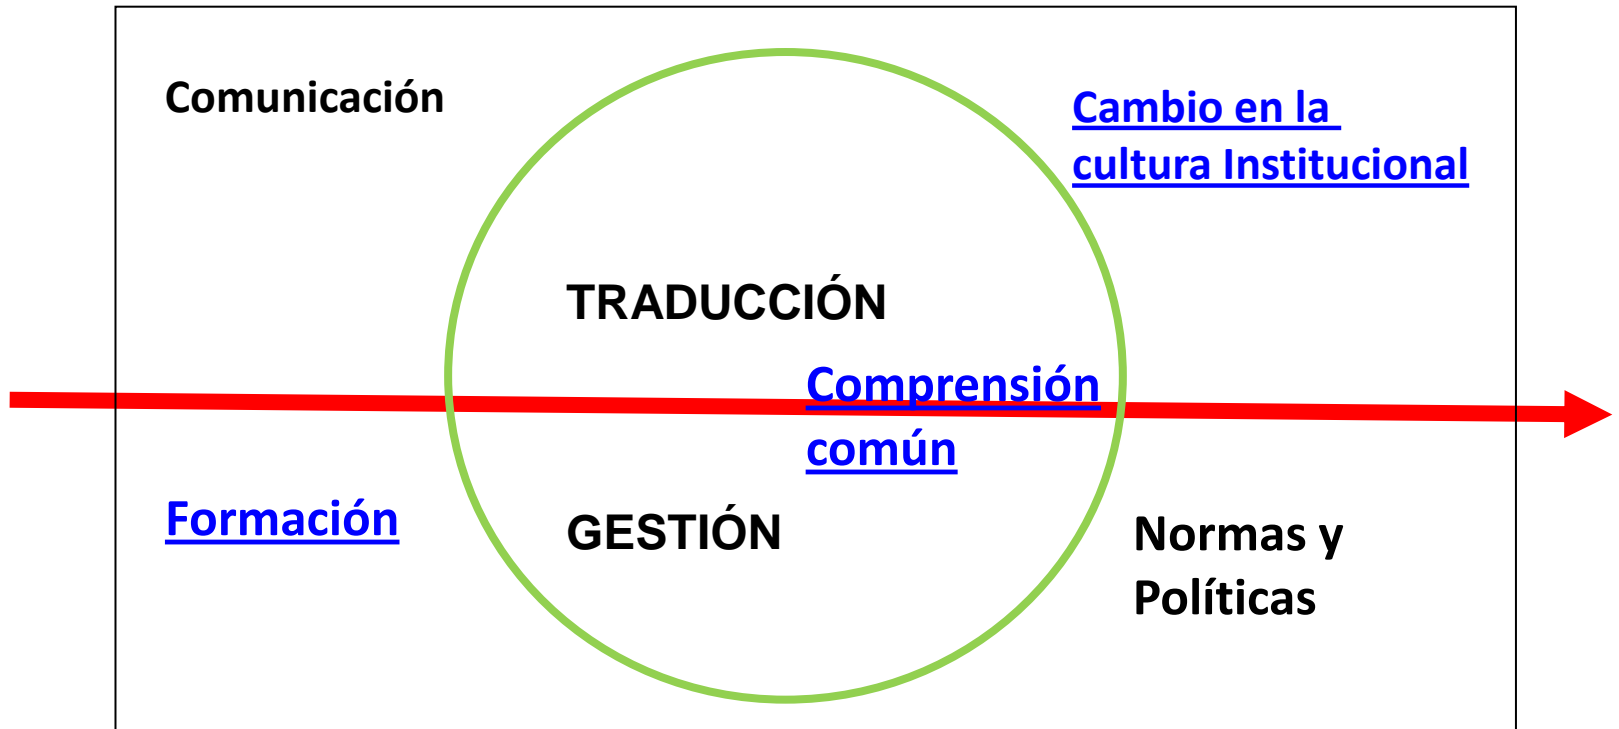 Comunicación
Cambio en la
cultura Institucional
TRADUCCIÓN
Comprensión
común
Formación
GESTIÓN
Normas y
Políticas